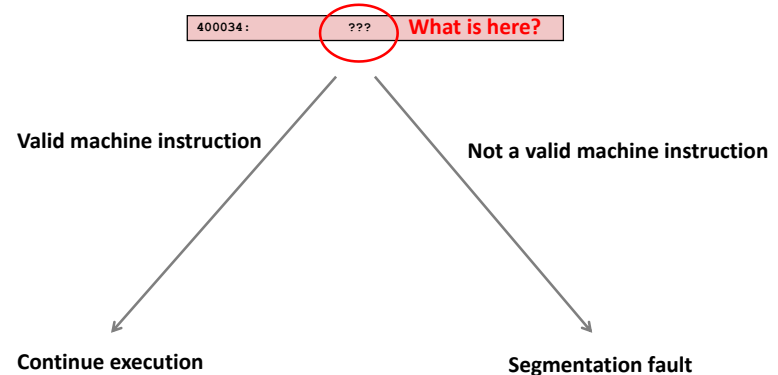 400034: ??? What is here?
Valid machine instruction
Not a valid machine instruction
Continue execution
Segmentation fault